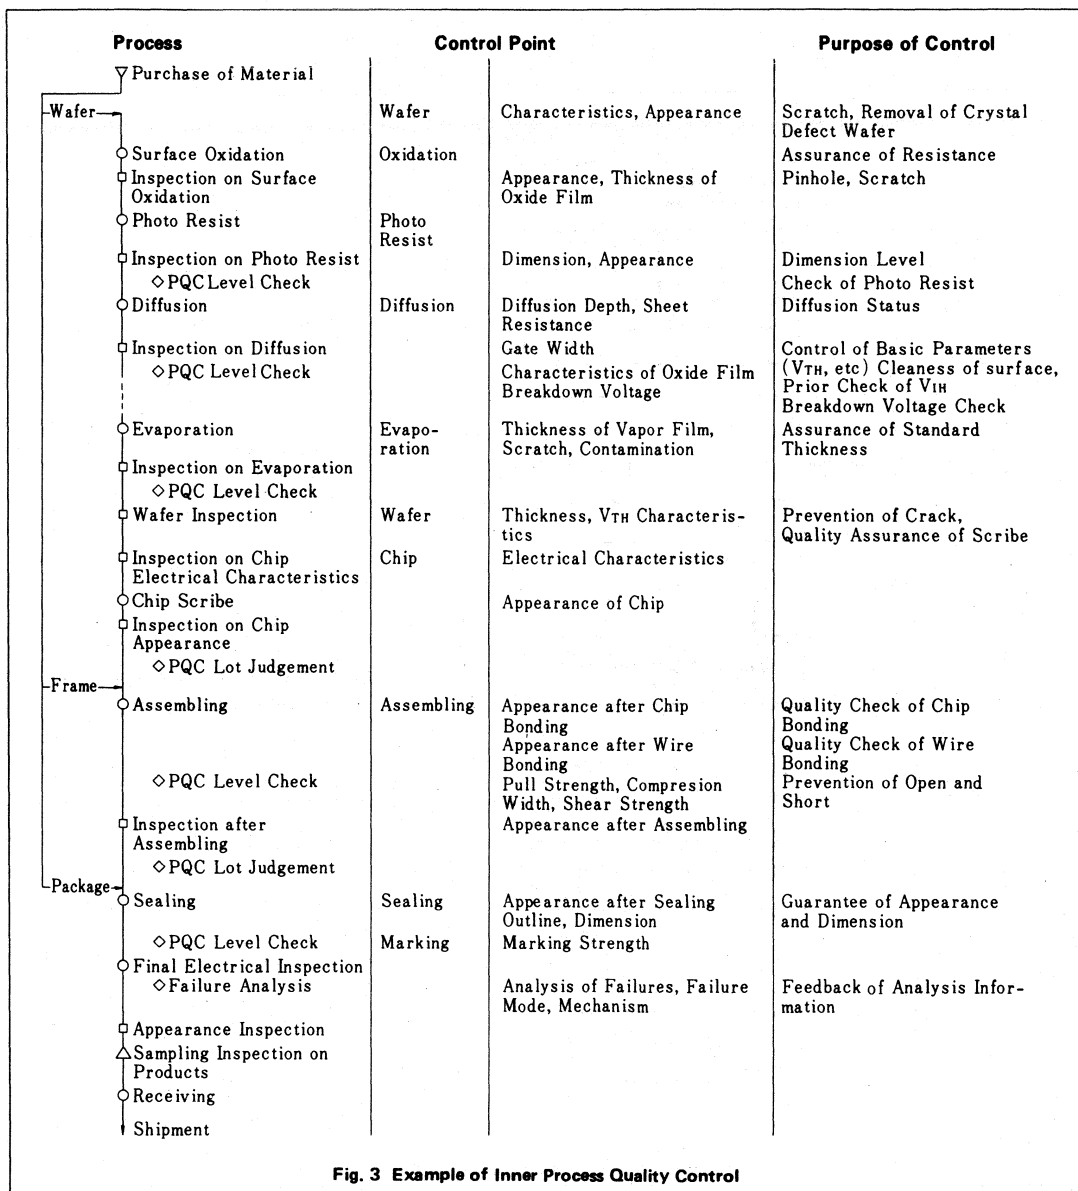 Process Control Point Purpose of Control
Purchase of Material
Wafer Wafer Characteristics, Appearance Scratch, Removal of Crystal
Defect Wafer
Surface Oxidation Oxidation Assurance of Resistance
Inspection on Surface Appearance, Thickness of Pinhole, Scratch
Oxidation Oxide Film
Photo Resist Photo
Resist
Inspection on Photo Resist Dimension, Appearance Dimension Level
◇PQC Level Check Check of Photo Resist
Diffusion Diffusion Diffusion Depth, Sheet Diffusion Status
Resistance
Inspection on Diffusion Gate Width Control of Basic Parameters
◇PQC Level Check Characteristics of Oxide Film (VTH, etc) Cleaness of surface,
Breakdown Voltage Prior Check of VIH
Breakdown Voltage Check
Evaporation Evapo- Thickness of Vapor Film, Assurance of Standard
ration Scratch, Contamination Thickness
Inspection on Evaporation
◇PQC Level Check
Wafer Inspection Wafer Thickness, VTH Characteris- Prevention of Crack,
tics Quality Assurance of Scribe
Inspection on Chip Chip Electrical Characteristics
Electrical Characteristics
Chip Scribe Appearance of Chip
Inspection on Chip
Appearance
◇PQC Lot Judgement
Frame
Assembling Assembling Appearance after Chip Quality Check of Chip
Bonding Bonding
Appearance after Wire Quality Check of Wire
Bonding Bonding
◇PQC Level Check Pull Strength, Compresion Prevention of Open and
Width, Shear Strength Short
Inspection after Appearance after Assembling
Assembling
◇PQC Lot Judgement
Package
Sealing Sealing Appearance after Sealing Guarantee of Appearance
Outline, Dimension and Dimension
◇PQC Level Check Marking Marking Strength
Final Electrical Inspection
◇Failure Analysis Analysis of Failures, Failure Feedback of Analysis Infor-
Mode, Mechanism mation
Appearance Inspection
Sampling Inspection on
Products
Receiving
Shipment
Fig. 3 Example of Inner Process Quality Control